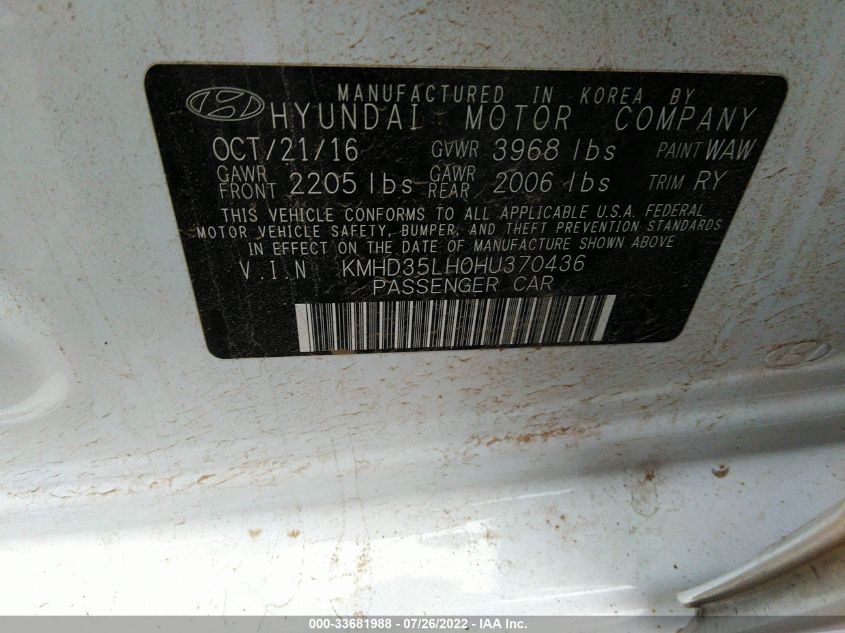 MANUFACTURED IN KOREA BY
HYUNDAI MOTOR COMPANY
OCT/21/16 GVWR 3968 lbs PAINT WAW
GAWR FRONT 2205 lbs GAWR REAR 2006 lbs TRIM RY
THIS VEHICLE CONFORMS TO ALL APPLICABLE U.S.A. FEDERAL
MOTOR VEHICLE SAFETY, BUMPER, AND THEFT PREVENTION STANDARDS
IN EFFECT ON THE DATE OF MANUFACTURE SHOWN ABOVE
V.I.N KMHD35LH0HU370436
PASSENGER CAR
000-33681988 - 07/26/2022 - IAA Inc.